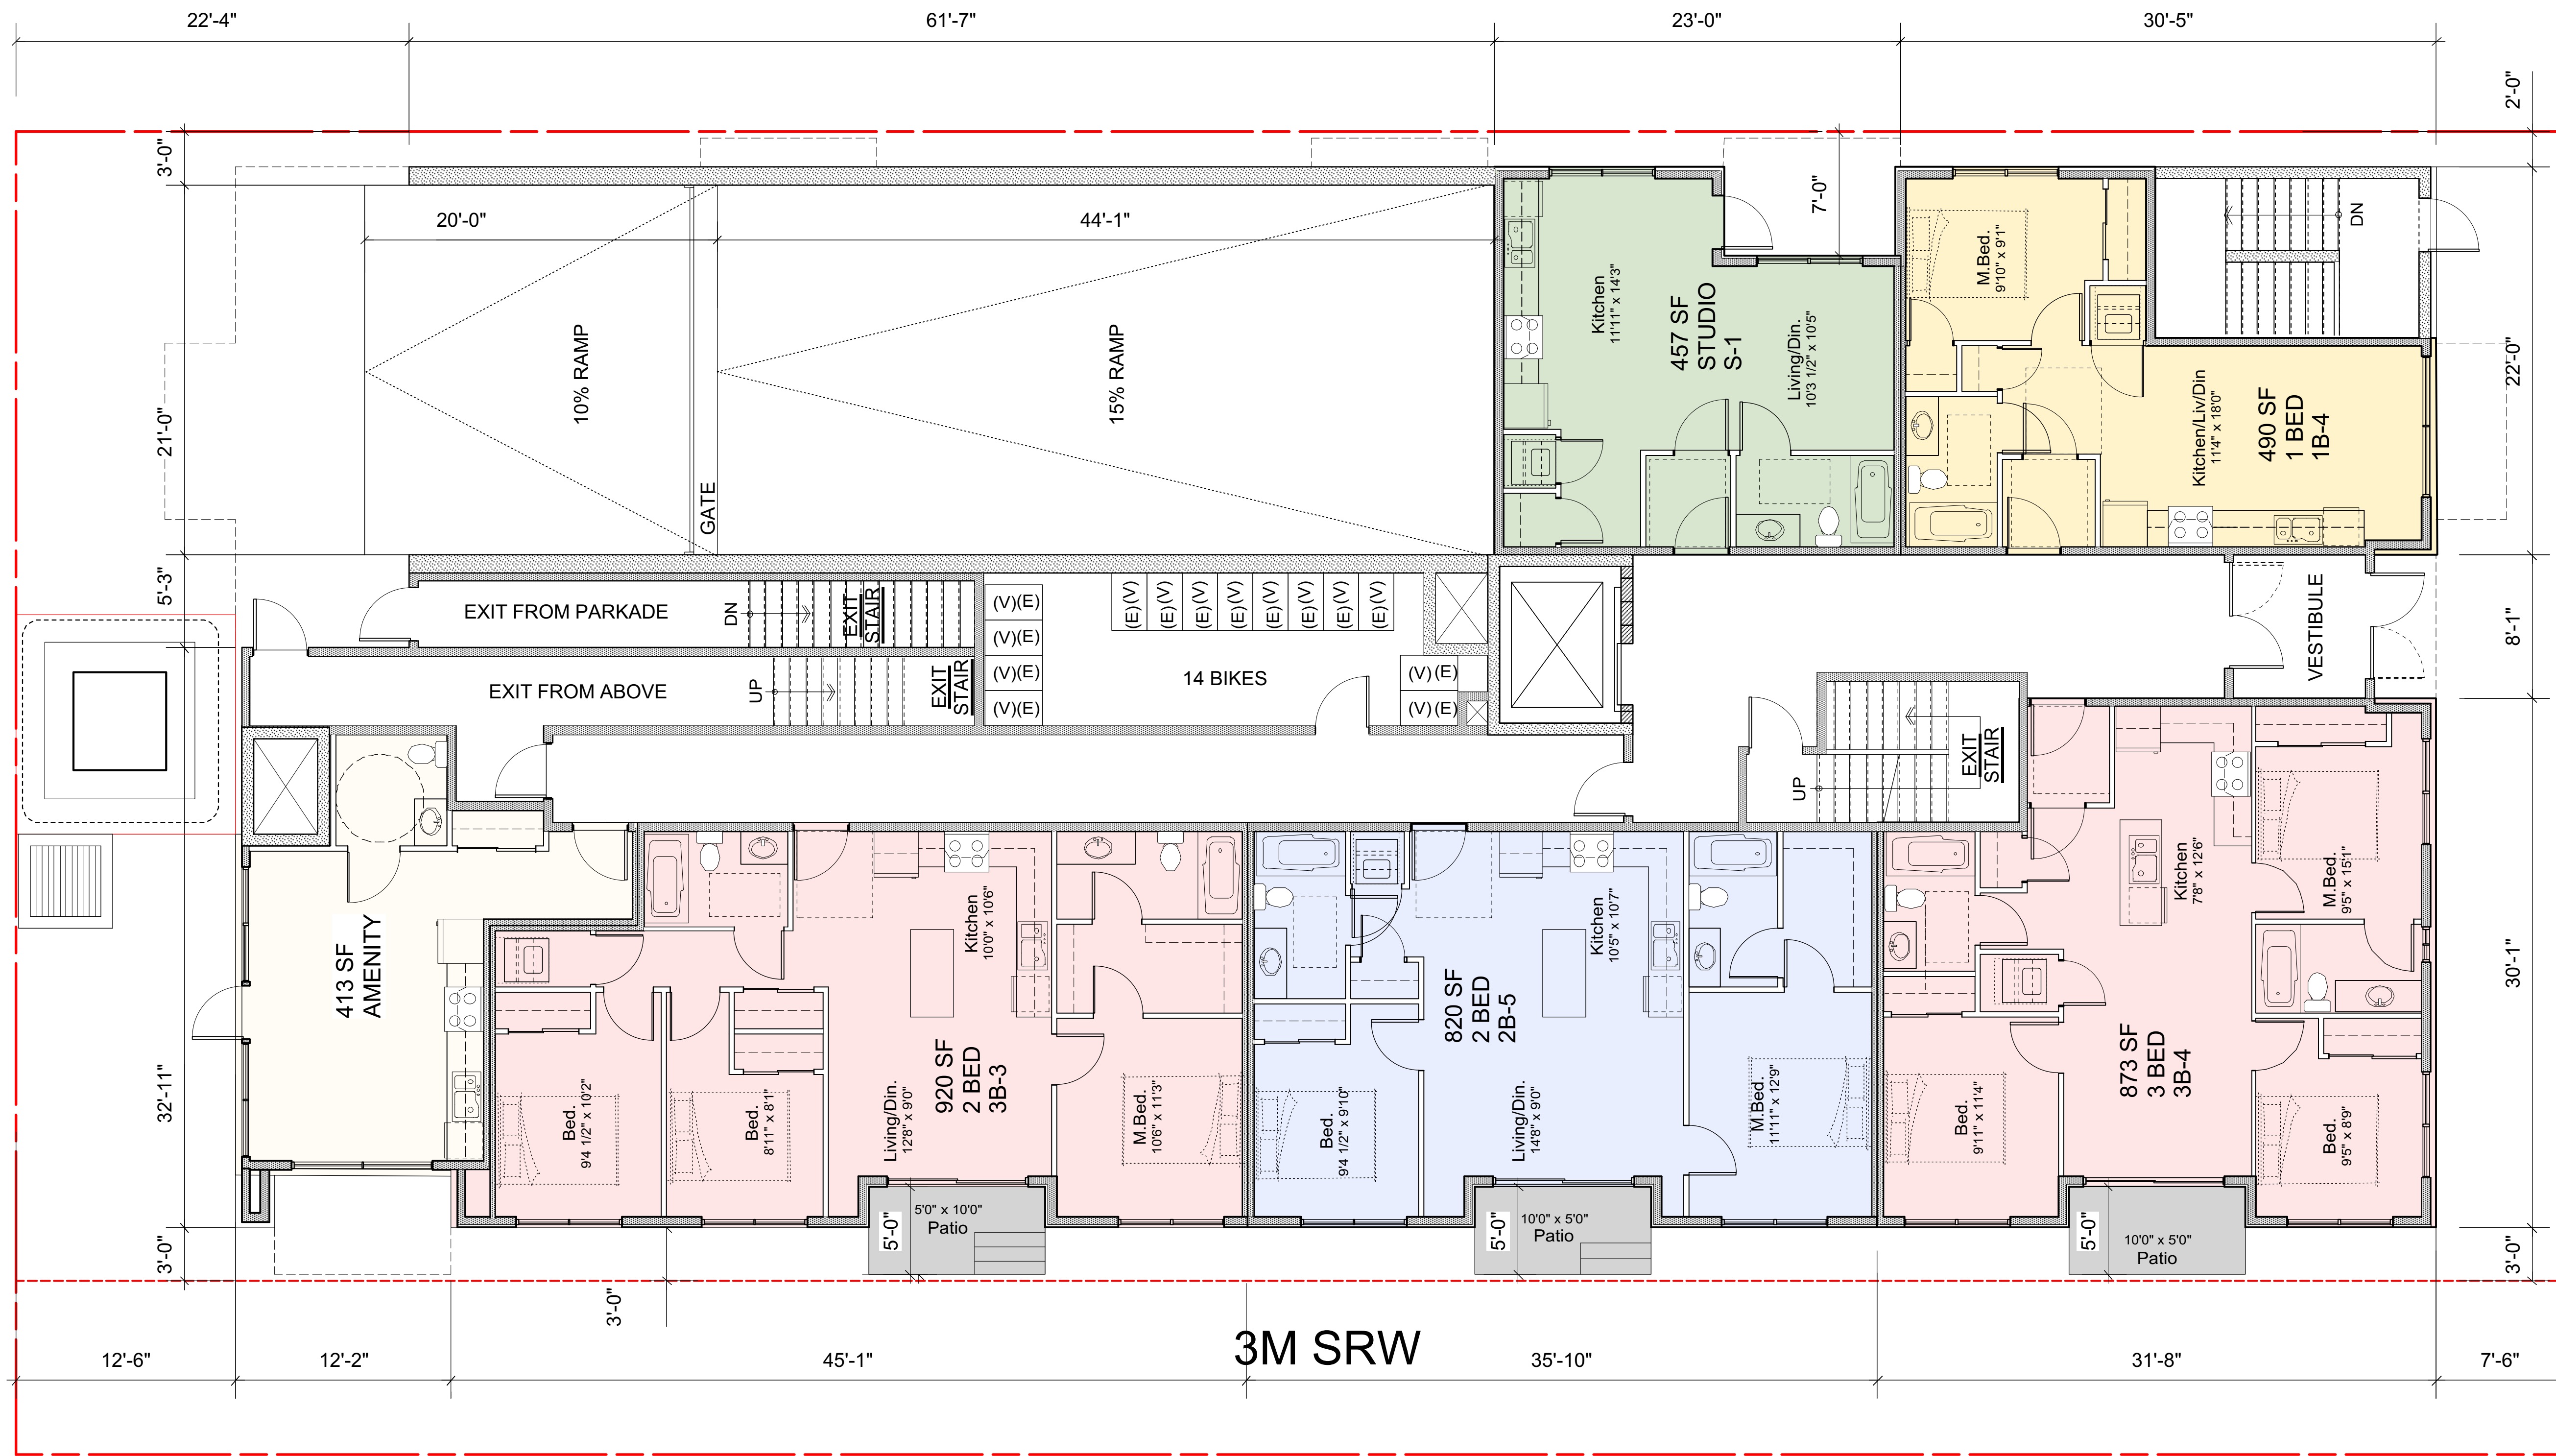 22'-4"
61'-7"
23'-0"
30'-5"
2'-0"
3'-0"
7'-0"
20'-0"
44'-1"
DN
M.Bed.
9'10" x 9'1"
Kitchen
11'11" x 14'3"
457 SF
STUDIO
S-1
Living/Din.
10'3 1/2" x 10'5"
10% RAMP
15% RAMP
22'-0"
21'-0"
Kitchen/Liv/Din
11'4" x 18'0"
490 SF
1 BED
1B-4
GATE
5'-3"
EXIT FROM PARKADE
DN
EXIT
STAIR
(V)(E)
(V)(E)
(V)(E)
(V)(E)
(E)(V)
(E)(V)
(E)(V)
(E)(V)
(E)(V)
(E)(V)
(E)(V)
(E)(V)
VESTIBULE
8'-1"
EXIT FROM ABOVE
UP
EXIT
STAIR
14 BIKES
(V)(E)
(V)(E)
EXIT
STAIR
UP
413 SF
AMENITY
Kitchen
10'0" x 10'6"
Kitchen
10'5" x 10'7"
Kitchen
7'8" x 12'6"
M.Bed.
9'5" x 15'1"
30'-1"
32'-11"
Bed.
9'4 1/2" x 10'2"
Bed.
8'11" x 8'1"
Living/Din.
12'8" x 9'0"
920 SF
2 BED
3B-3
M.Bed.
10'6" x 11'3"
Bed.
9'4 1/2" x 9'10"
820 SF
2 BED
2B-5
Living/Din.
14'8" x 9'0"
M.Bed.
11'11" x 12'9"
Bed.
9'11" x 11'4"
873 SF
3 BED
3B-4
Bed.
9'5" x 8'9"
5'-0"
5'0" x 10'0"
Patio
5'-0"
10'0" x 5'0"
Patio
5'-0"
10'0" x 5'0"
Patio
3'-0"
3'-0"
3'-0"
3M SRW
12'-6"
12'-2"
45'-1"
35'-10"
31'-8"
7'-6"